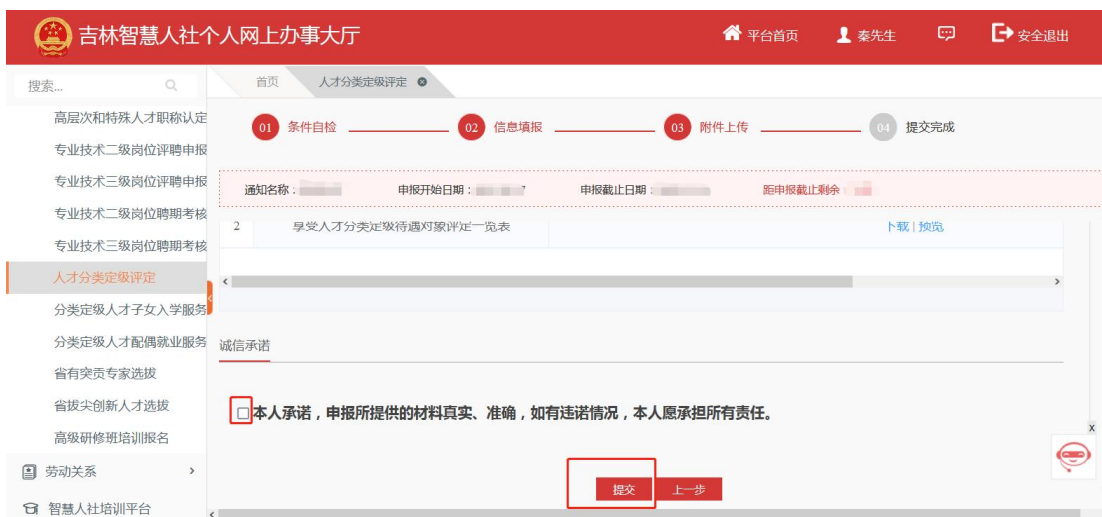 吉林智慧人社个人网上办事大厅
平台首页 秦先生 安全退出
搜索...
首页 人才分类定级评定
高层次和特殊人才职称认定
专业技术二级岗位评聘申报
专业技术三级岗位评聘申报
专业技术二级岗位聘期考核
专业技术三级岗位聘期考核
人才分类定级评定
分类定级人才子女入学服务
分类定级人才配偶就业服务
省有突贡专家选拔
省拔尖创新人才选拔
高级研修班培训报名
劳动关系 >
智慧人社培训平台
01 条件自检 02 信息填报 03 附件上传 04 提交完成
通知名称： 申报开始日期： 申报截止日期： 距申报截止剩余
2 享受人才分类定级待遇对象评定一览表 下载 | 预览
诚信承诺
本人承诺，申报所提供的材料真实、准确，如有违诺情况，本人愿承担所有责任。
x
提交 上一步